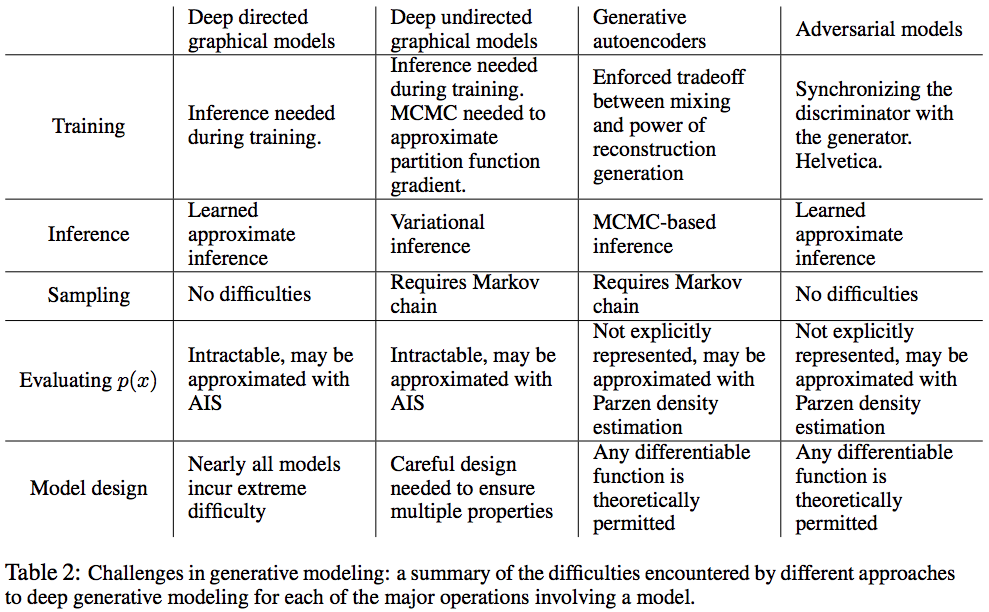 Deep directed
graphical models
Deep undirected
graphical models
Generative
autoencoders
Adversarial models
Training
Inference needed
during training.
Inference needed
during training.
MCMC needed to
approximate
partition function
gradient.
Enforced tradeoff
between mixing
and power of
reconstruction
generation
Synchronizing the
discriminator with
the generator.
Helvetica.
Inference
Learned
approximate
inference
Variational
inference
MCMC-based
inference
Learned
approximate
inference
Sampling
No difficulties
Requires Markov
chain
Requires Markov
chain
No difficulties
Evaluating p(x)
Intractable, may be
approximated with
AIS
Intractable, may be
approximated with
AIS
Not explicitly
represented, may be
approximated with
Parzen density
estimation
Not explicitly
represented, may be
approximated with
Parzen density
estimation
Model design
Nearly all models
incur extreme
difficulty
Careful design
needed to ensure
multiple properties
Any differentiable
function is
theoretically
permitted
Any differentiable
function is
theoretically
permitted
Table 2: Challenges in generative modeling: a summary of the difficulties encountered by different approaches
to deep generative modeling for each of the major operations involving a model.